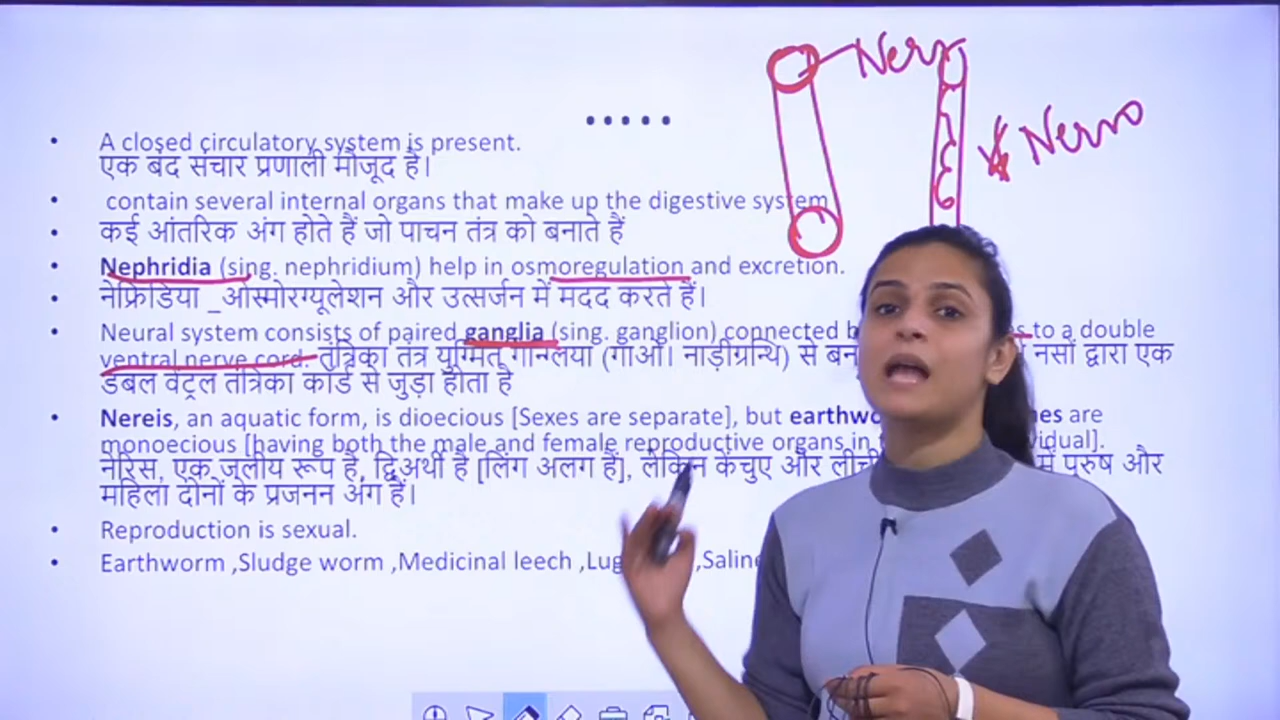 Nerv
Nerv
• A closed circulatory system is present.
एक बंद संचार प्रणाली मौजूद है।
• contain several internal organs that make up the digestive system
• कई आंतरिक अंग होते हैं जो पाचन तंत्र को बनाते हैं
• Nephridia (sing. nephridium) help in osmoregulation and excretion.
• नेफ्रिडिया _ओस्मोरग्यूलेशन और उत्सर्जन में मदद करते हैं।
• Neural system consists of paired ganglia (sing. ganglion) connected to a double
ventral nerve cord. तंत्रिका तंत्र युग्मित (गाओ। नाड़ीग्रन्थि) से नसों द्वारा एक
डबल वेंट्रल तंत्रिका कॉर्ड से जुड़ा होता है
• Nereis, an aquatic form, is dioecious [Sexes are separate], but are
monoecious [having both the male and female reproductive organs in
नेरिस, एक जलीय रूप है, द्विअर्थी है [लिंग अलग हैं], लेकिन केंचुए और में पुरुष और
महिला दोनों के प्रजनन अंग हैं।
• Reproduction is sexual.
• Earthworm ,Sludge worm ,Medicinal leech